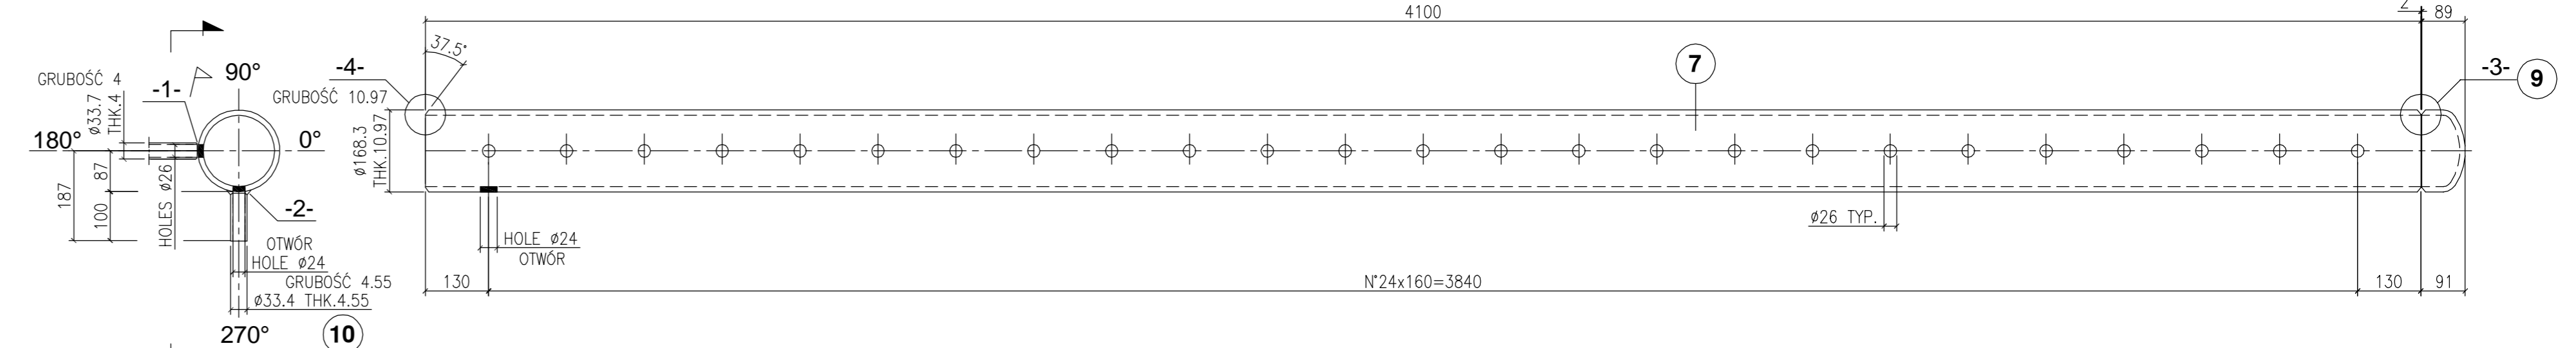 4100
2
89
37.5°
-4-
7
-3-
9
GRUBOŚĆ 4
-1-
90°
GRUBOŚĆ 10.97
ø33.7
THK.4
180°
0°
ø168.3
THK.10.97
187
87
100
HOLES ø26
-2-
OTWÓR
HOLE ø24
GRUBOŚĆ 4.55
ø33.4 THK.4.55
270°
10
HOLE ø24
OTWÓR
ø26 TYP.
130
N°24x160=3840
130
91